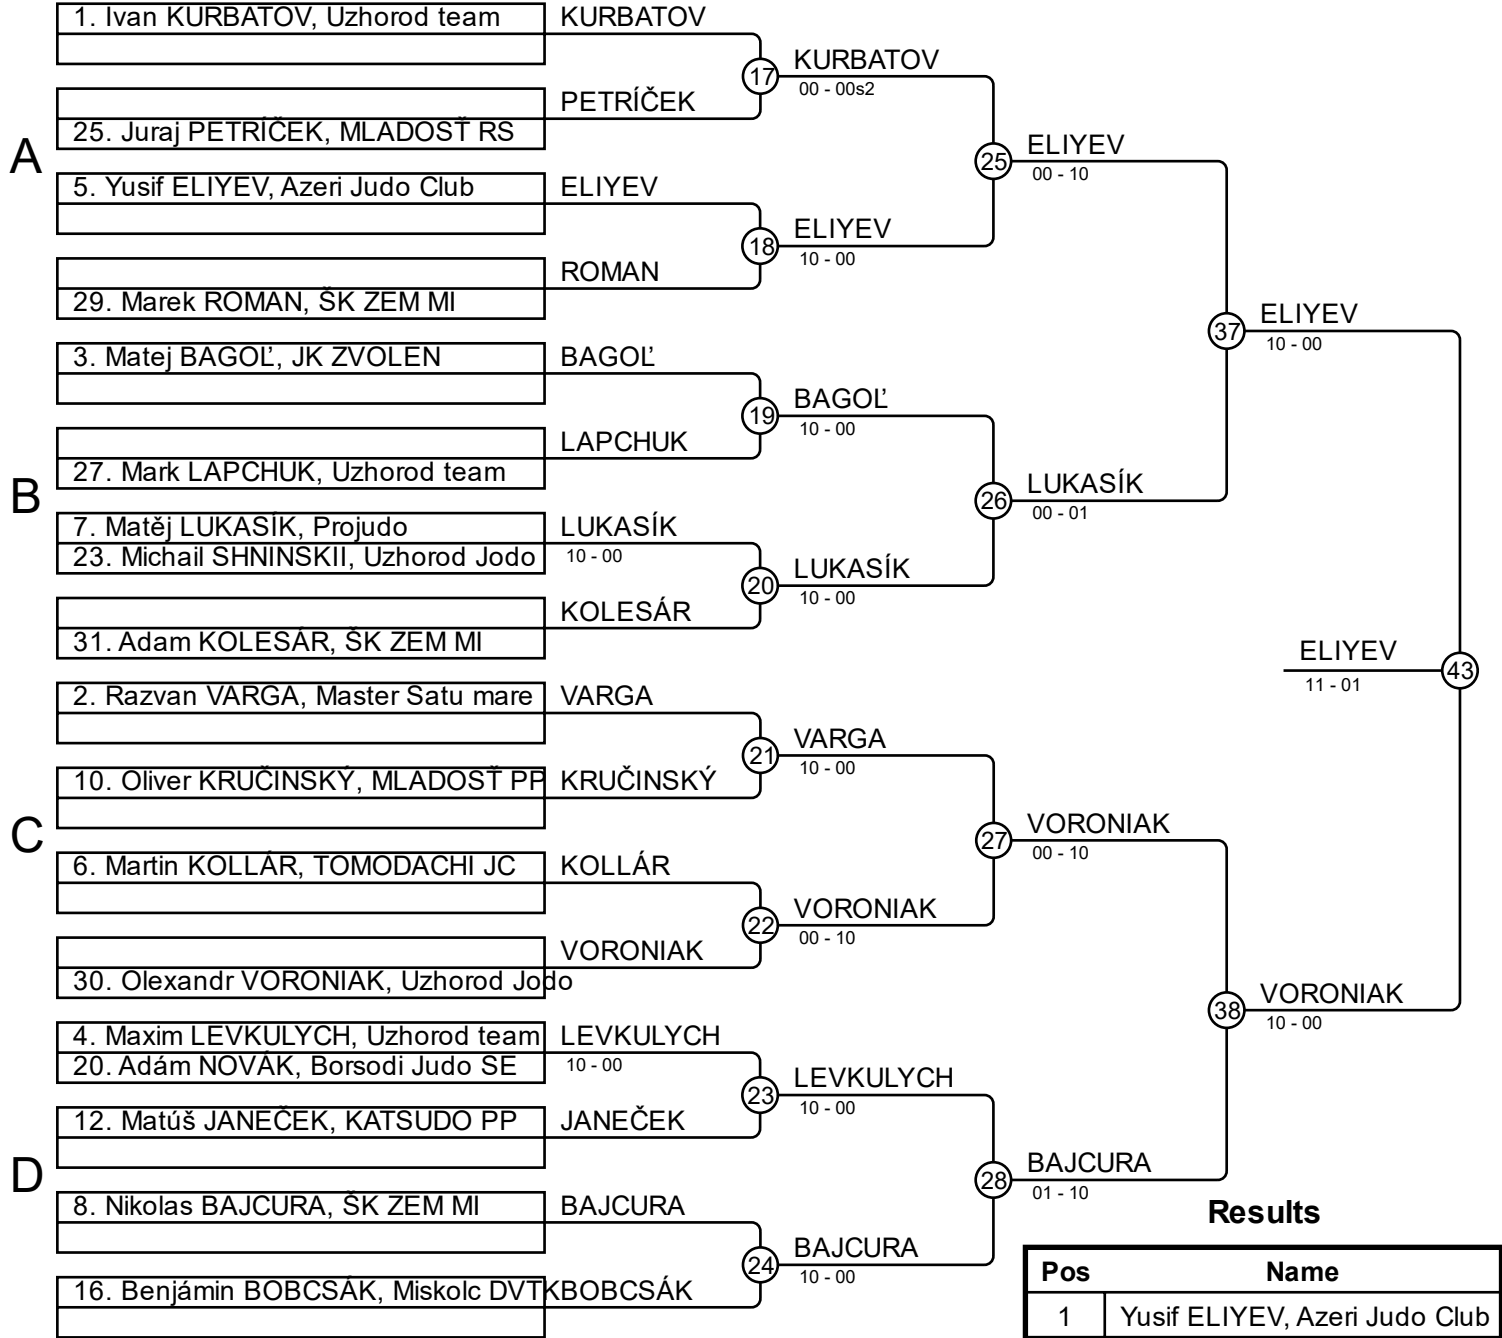 1. Ivan KURBATOV, Uzhorod team
KURBATOV
17
KURBATOV
00 - 00s2
PETRÍČEK
25. Juraj PETRÍČEK, MLADOSŤ RS
A
25
ELIYEV
00 - 10
5. Yusif ELIYEV, Azeri Judo Club
ELIYEV
18
ELIYEV
10 - 00
ROMAN
29. Marek ROMAN, ŠK ZEM MI
37
ELIYEV
10 - 00
3. Matej BAGOĽ, JK ZVOLEN
BAGOĽ
19
BAGOĽ
10 - 00
LAPCHUK
27. Mark LAPCHUK, Uzhorod team
B
26
LUKASÍK
00 - 01
7. Matěj LUKASÍK, Projudo
23. Michail SHNINSKII, Uzhorod Jodo
LUKASÍK
10 - 00
20
LUKASÍK
10 - 00
KOLESÁR
31. Adam KOLESÁR, ŠK ZEM MI
ELIYEV
11 - 01
43
2. Razvan VARGA, Master Satu mare
VARGA
21
VARGA
10 - 00
10. Oliver KRUČINSKÝ, MLADOSŤ PP
KRUČINSKÝ
C
27
VORONIAK
00 - 10
6. Martin KOLLÁR, TOMODACHI JC
KOLLÁR
22
VORONIAK
00 - 10
VORONIAK
30. Olexandr VORONIAK, Uzhorod Jodo
38
VORONIAK
10 - 00
4. Maxim LEVKULYCH, Uzhorod team
20. Adám NOVÁK, Borsodi Judo SE
LEVKULYCH
10 - 00
23
LEVKULYCH
10 - 00
12. Matúš JANEČEK, KATSUDO PP
JANEČEK
D
28
BAJCURA
01 - 10
8. Nikolas BAJCURA, ŠK ZEM MI
BAJCURA
24
BAJCURA
10 - 00
16. Benjámin BOBCSÁK, Miskolc DVTK
BOBCSÁK
Results
Pos Name
1 Yusif ELIYEV, Azeri Judo Club